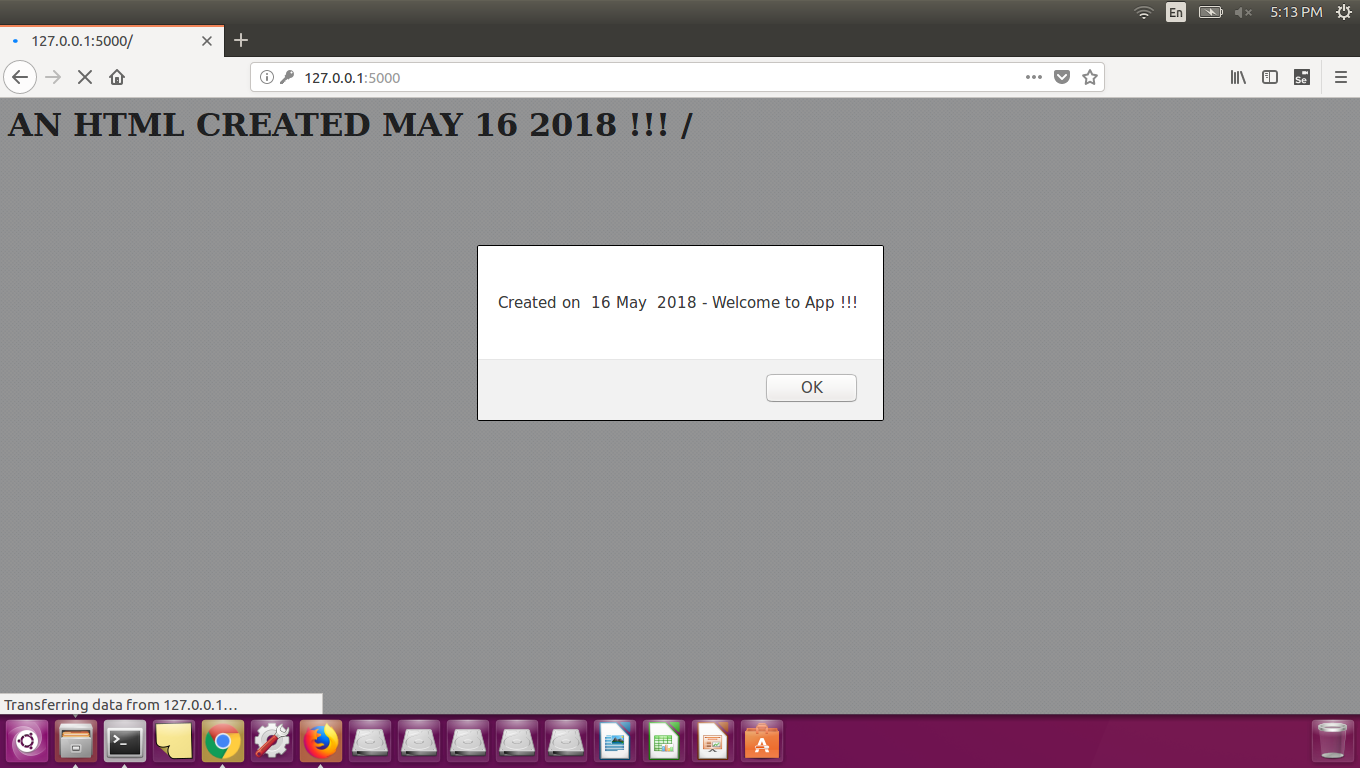 En
5:13 PM
127.0.0.1:5000/
127.0.0.1:5000
Se
AN HTML CREATED MAY 16 2018 !!! /
Created on  16 May  2018 - Welcome to App !!!
OK
Transferring data from 127.0.0.1…